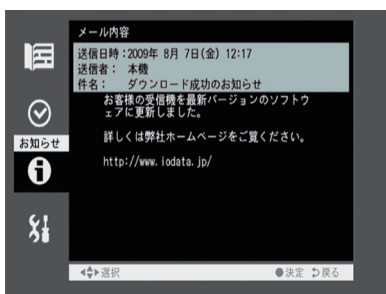 メール内容
送信日時：2009年 8月 7日(金) 12:17
送信者： 本機
件名： ダウンロード成功のお知らせ
お客様の受信機を最新バージョンのソフトウ
ェアに更新しました。
詳しくは弊社ホームページをご覧ください。
http://www.iodata.jp/
お知らせ
選択
決定 戻る